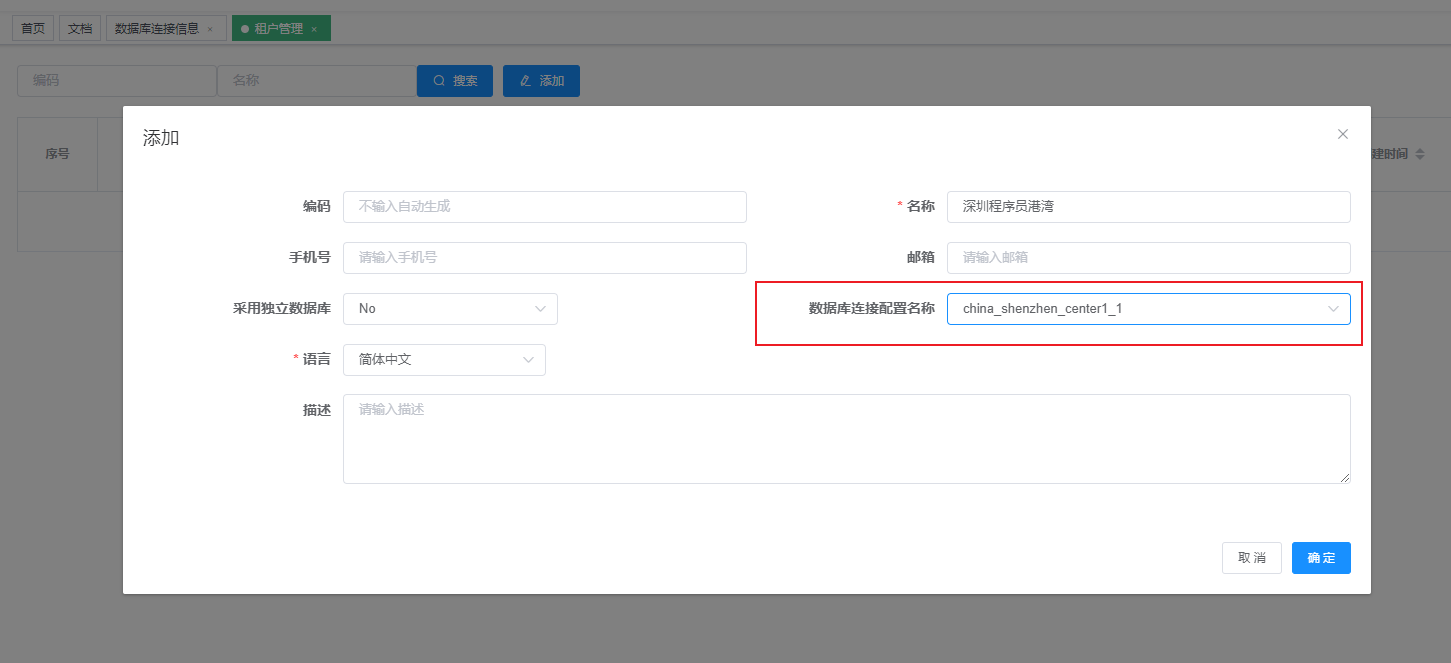 首页 文档 数据库连接信息 × 租户管理 ×
编码 名称 搜索 添加
序号 建时间
添加
编码 不输入自动生成 * 名称 深圳程序员港湾
手机号 请输入手机号 邮箱 请输入邮箱
采用独立数据库 No 数据库连接配置名称 china_shenzhen_center1_1
* 语言 简体中文
描述 请输入描述
取 消 确 定